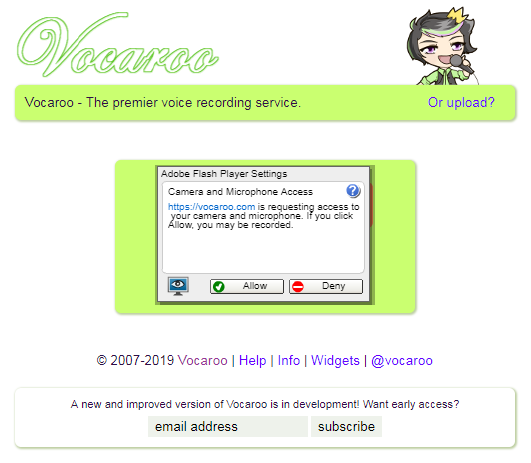 Vocaroo
Vocaroo - The premier voice recording service. Or upload?
Adobe Flash Player Settings
Camera and Microphone Access
https://vocaroo.com is requesting access to
your camera and microphone. If you click
Allow, you may be recorded.
Allow Deny
© 2007-2019 Vocaroo | Help | Info | Widgets | @vocaroo
A new and improved version of Vocaroo is in development! Want early access?
email address subscribe